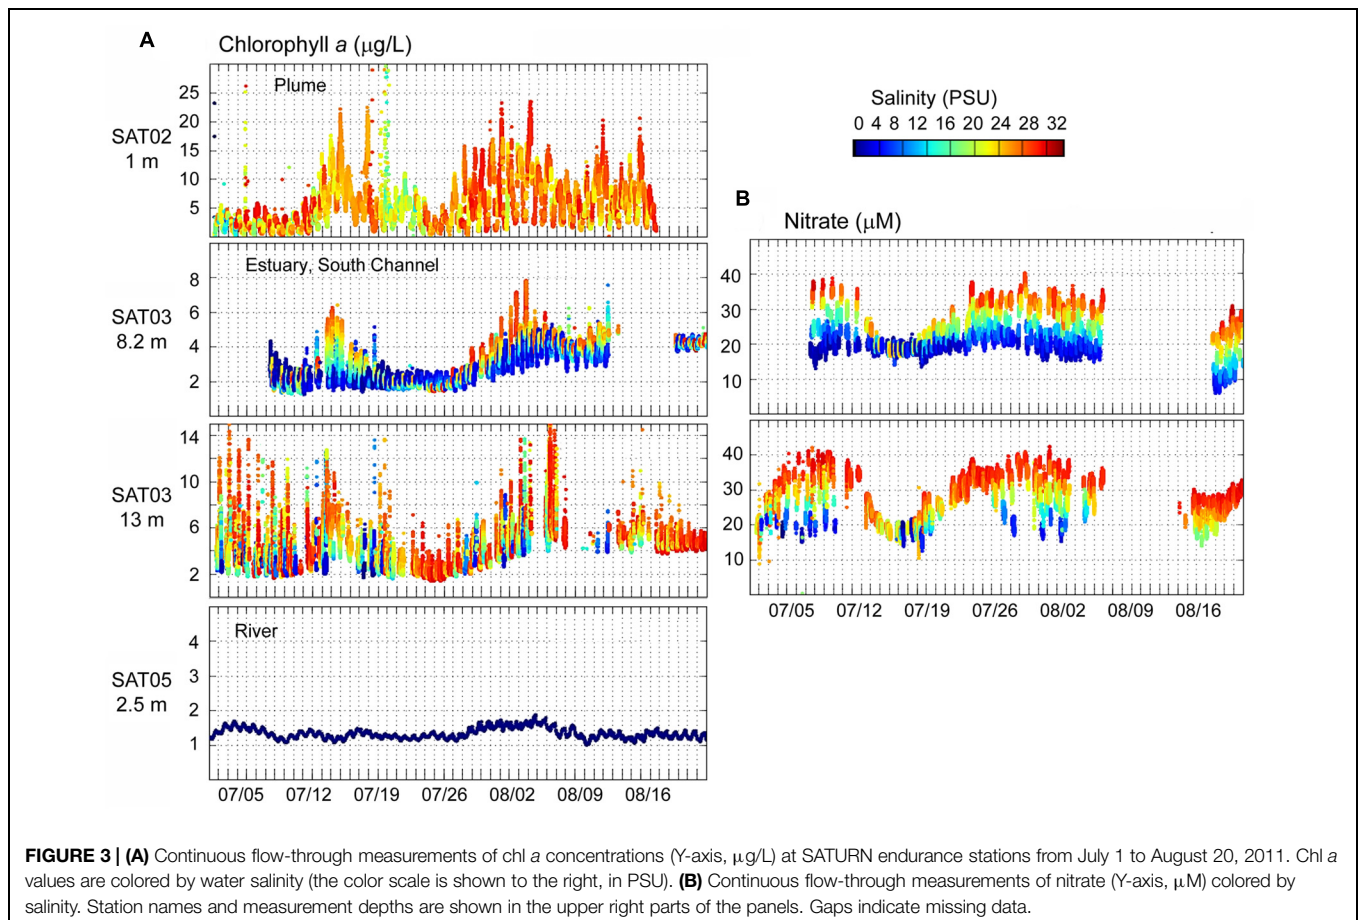 A
Chlorophyll a (μg/L)
Plume
25
20
15
10
5
SAT02
1 m
Salinity (PSU)
0 4 8 12 16 20 24 28 32
Estuary, South Channel
8
6
4
2
SAT03
8.2 m
14
10
6
2
SAT03
13 m
River
4
3
2
1
SAT05
2.5 m
07/05 07/12 07/19 07/26 08/02 08/09 08/16
B
Nitrate (μM)
40
30
20
10
40
30
20
10
07/05 07/12 07/19 07/26 08/02 08/09 08/16
FIGURE 3 | (A) Continuous flow-through measurements of chl a concentrations (Y-axis, μg/L) at SATURN endurance stations from July 1 to August 20, 2011. Chl a
values are colored by water salinity (the color scale is shown to the right, in PSU). (B) Continuous flow-through measurements of nitrate (Y-axis, μM) colored by
salinity. Station names and measurement depths are shown in the upper right parts of the panels. Gaps indicate missing data.